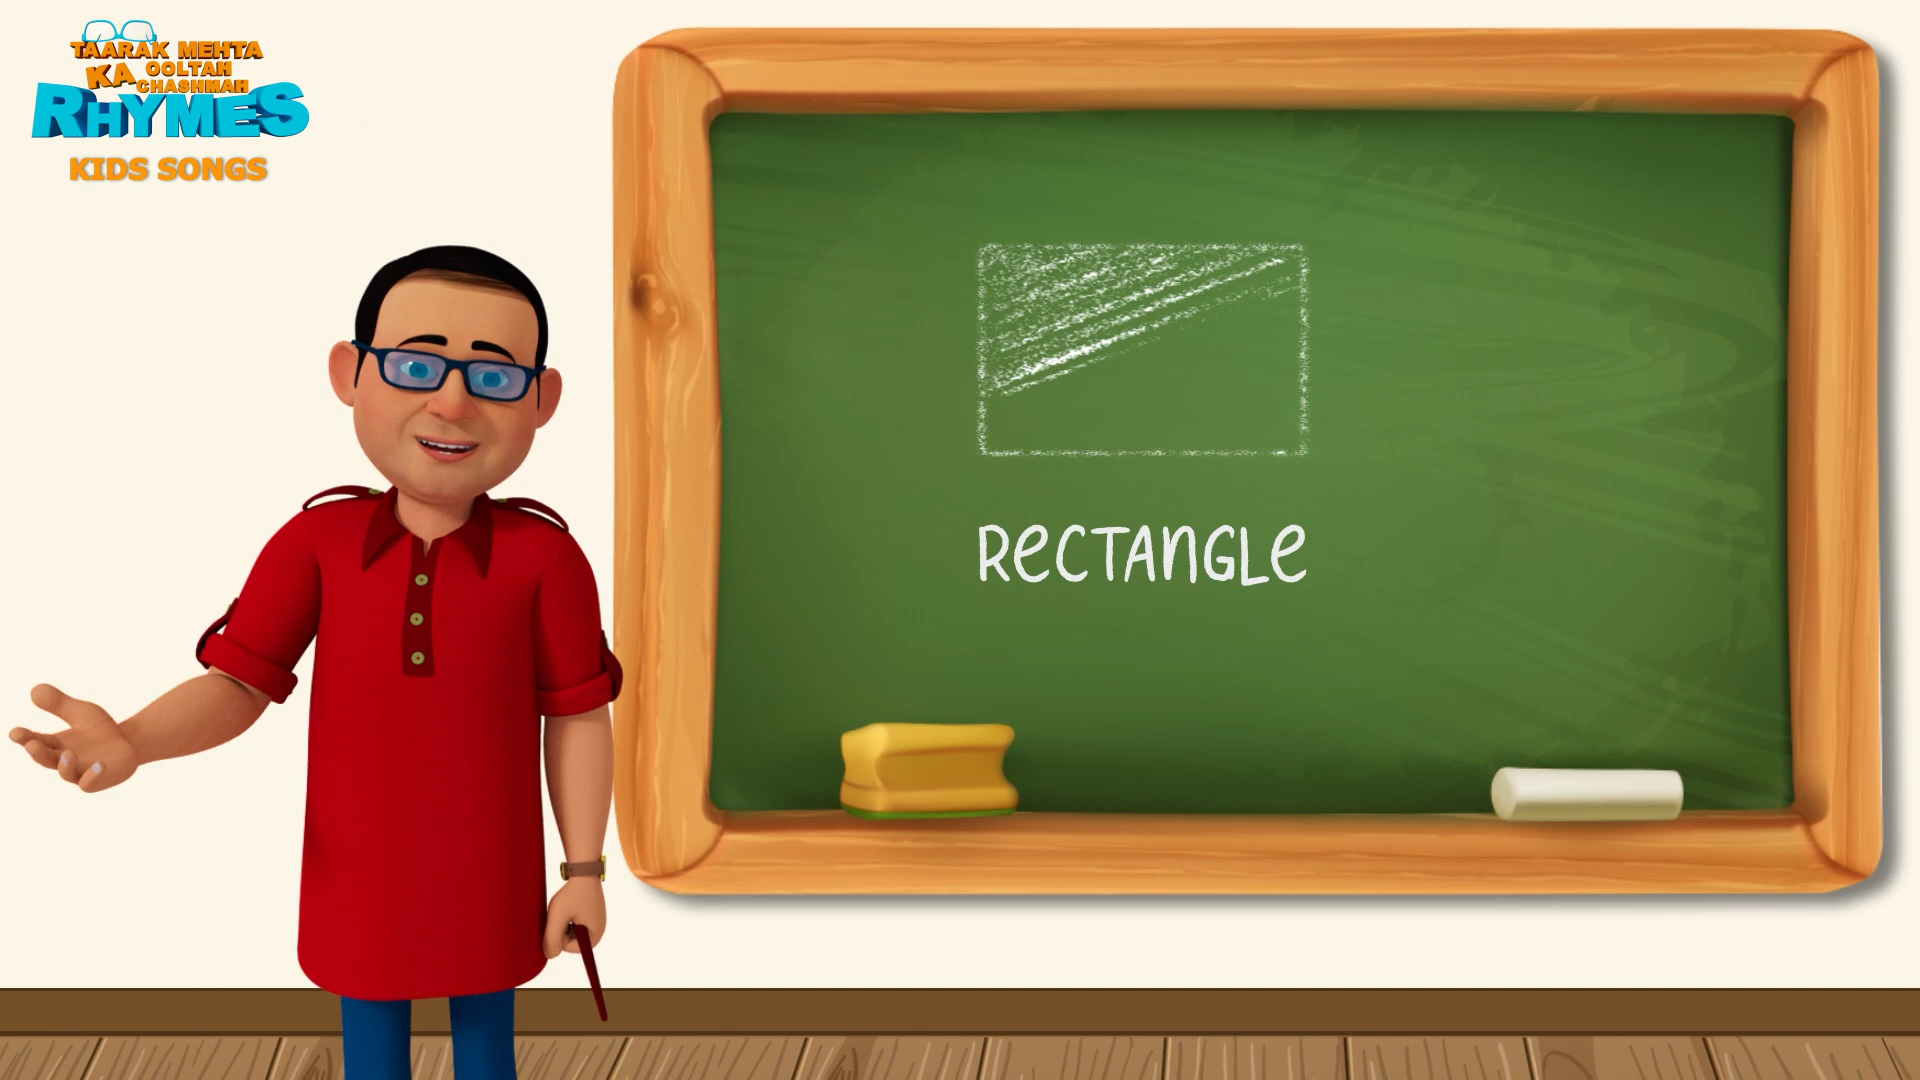 TAARAK MEHTA
KA OOLTAH
CHASHMAH
RHYMES
KIDS SONGS
RECTANGLE